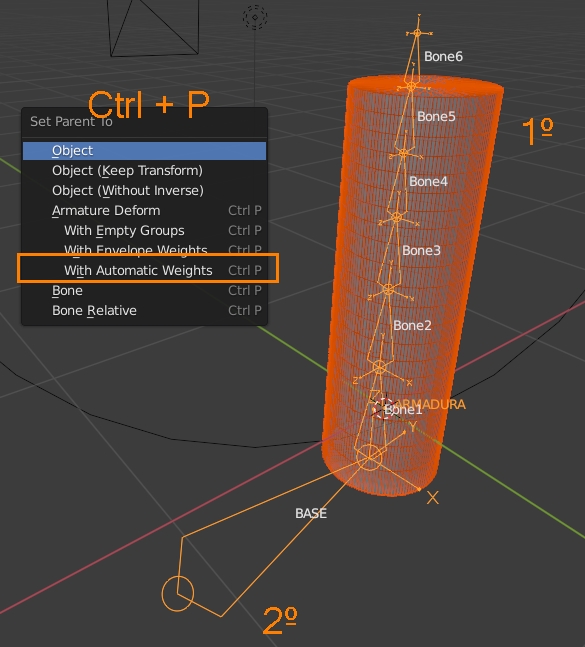 Ctrl + P
Set Parent To
Object
Object (Keep Transform)
Object (Without Inverse)
Armature Deform Ctrl P
With Empty Groups Ctrl P
With Envelope Weights Ctrl P
With Automatic Weights Ctrl P
Bone Ctrl P
Bone Relative Ctrl P
Bone6
Bone5
1º
Bone4
Bone3
Bone2
ARMADURA
Bone1
Y
X
BASE
2º